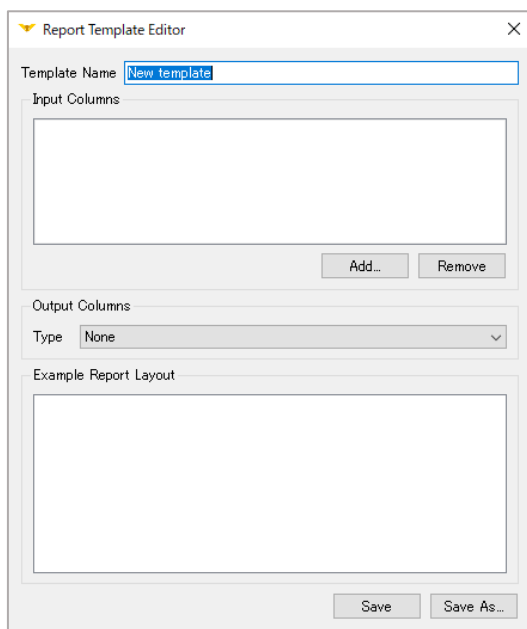 Report Template Editor
Template Name New template
Input Columns
Add... Remove
Output Columns
Type None
Example Report Layout
Save Save As...